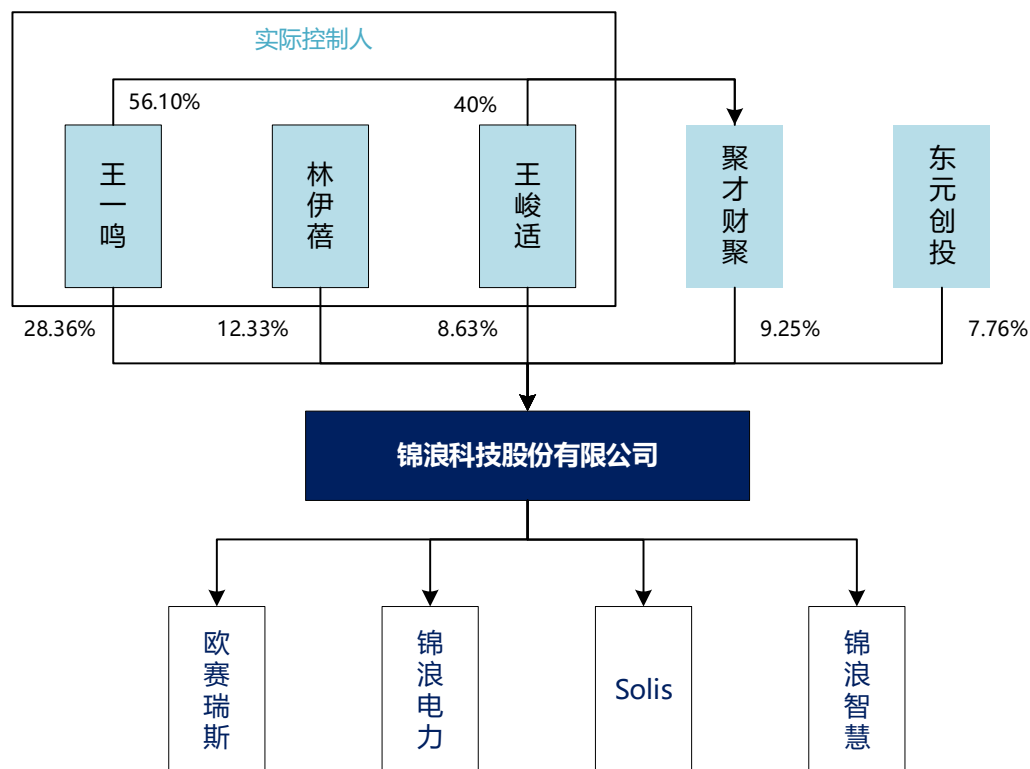 实际控制人
56.10%
40%
王一鸣
林伊蓓
王峻适
聚才财聚
东元创投
28.36%
12.33%
8.63%
9.25%
7.76%
锦浪科技股份有限公司
欧赛瑞斯
锦浪电力
Solis
锦浪智慧